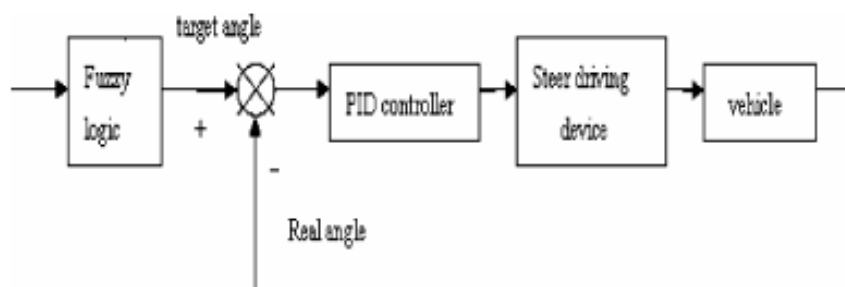 target angle
Fuzzy
logic
+
-
PID controller
Steer driving
device
vehicle
Real angle